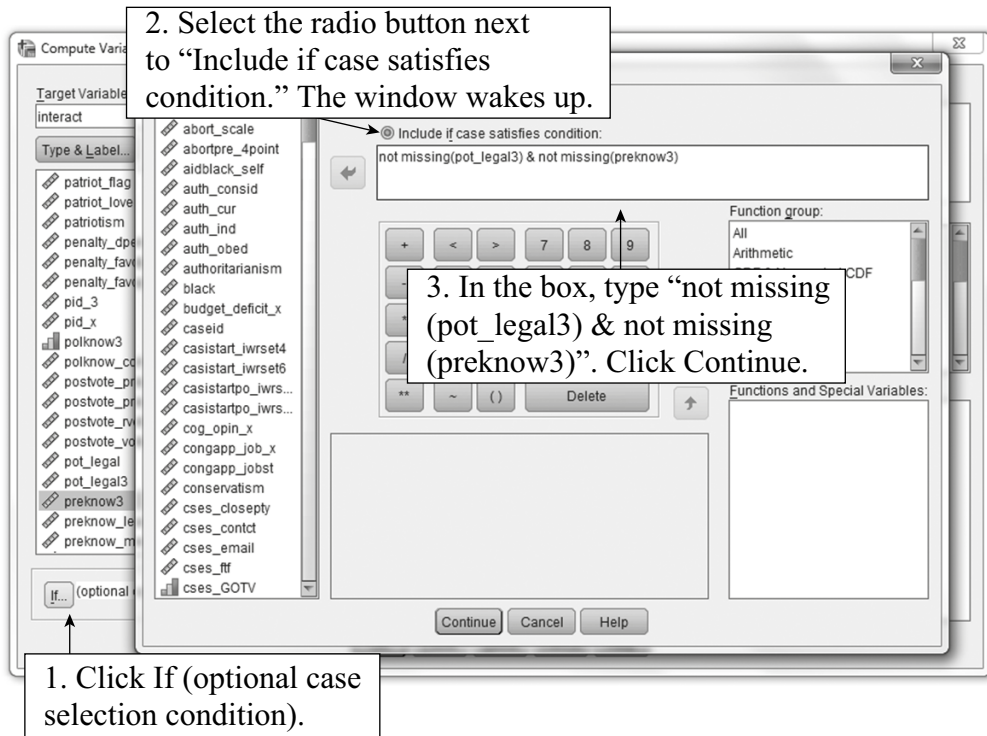 2. Select the radio button next
to “Include if case satisfies
condition.” The window wakes up.
Compute Varia
Target Variable
interact
Type & Label...
patriot_flag
patriot_love
patriotism
penalty_dpe
penalty_favo
penalty_favo
pid_3
pid_x
polknow3
polknow_co
postvote_pr
postvote_pr
postvote_rv
postvote_vo
pot_legal
pot_legal3
preknow3
preknow_le
preknow_m
If... (optional
abort_scale
abortpre_4point
aidblack_self
auth_consid
auth_cur
auth_ind
auth_obed
authoritarianism
black
budget_deficit_x
caseid
casistart_iwrset4
casistart_iwrset6
casistartpo_iwrs...
casistartpo_iwrs...
cog_opin_x
congapp_job_x
congapp_jobst
conservatism
cses_closepty
cses_contct
cses_email
cses_ftf
cses_GOTV
Include if case satisfies condition:
not missing(pot_legal3) & not missing(preknow3)
+ < > 7 8 9
** ~ ( ) Delete
Function group:
All
Arithmetic
CDF
3. In the box, type “not missing
(pot_legal3) & not missing
(preknow3)”. Click Continue.
Functions and Special Variables:
Continue Cancel Help
1. Click If (optional case
selection condition).